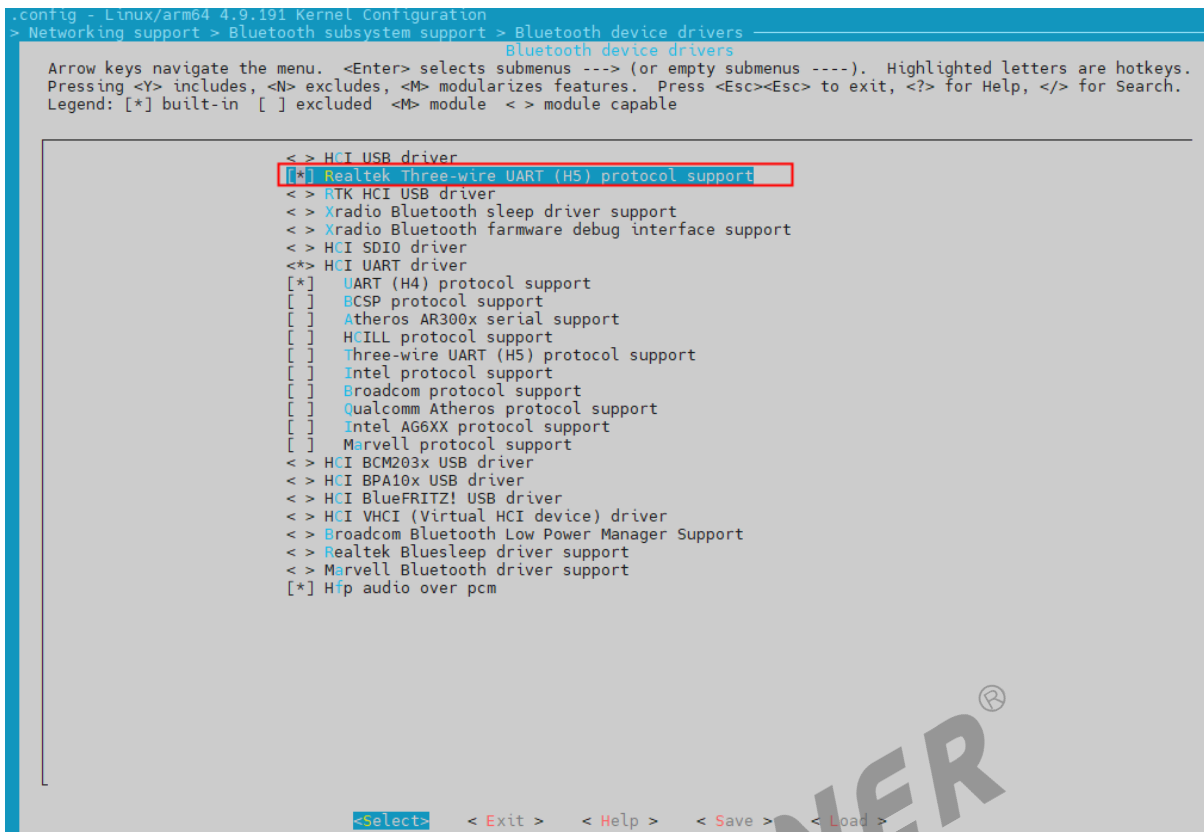 .config - Linux/arm64 4.9.191 Kernel Configuration
> Networking support > Bluetooth subsystem support > Bluetooth device drivers
Bluetooth device drivers
Arrow keys navigate the menu.  <Enter> selects submenus ---> (or empty submenus ----).  Highlighted letters are hotkeys.
Pressing <Y> includes, <N> excludes, <M> modularizes features.  Press <Esc><Esc> to exit, <?> for Help, </> for Search.
Legend: [*] built-in  [ ] excluded  <M> module  < > module capable
< > HCI USB driver
[*] Realtek Three-wire UART (H5) protocol support
< > RTK HCI USB driver
< > Xradio Bluetooth sleep driver support
< > Xradio Bluetooth farmware debug interface support
< > HCI SDIO driver
<*> HCI UART driver
[*]   UART (H4) protocol support
[ ]   BCSP protocol support
[ ]   Atheros AR300x serial support
[ ]   HCILL protocol support
[ ]   Three-wire UART (H5) protocol support
[ ]   Intel protocol support
[ ]   Broadcom protocol support
[ ]   Qualcomm Atheros protocol support
[ ]   Intel AG6XX protocol support
[ ]   Marvell protocol support
< > HCI BCM203x USB driver
< > HCI BPA10x USB driver
< > HCI BlueFRITZ! USB driver
< > HCI VHCI (Virtual HCI device) driver
< > Broadcom Bluetooth Low Power Manager Support
< > Realtek Bluesleep driver support
< > Marvell Bluetooth driver support
[*] Hfp audio over pcm
<Select>    < Exit >    < Help >    < Save >    < Load >